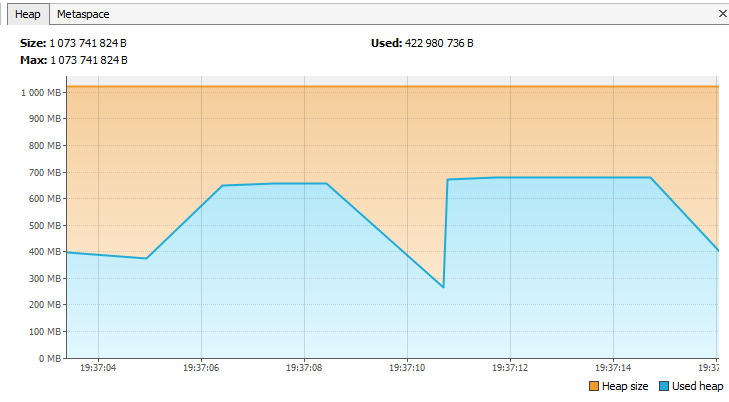 Heap Metaspace ×
Size: 1 073 741 824 B Used: 422 980 736 B
Max: 1 073 741 824 B
1 000 MB
900 MB
800 MB
700 MB
600 MB
500 MB
400 MB
300 MB
200 MB
100 MB
0 MB
19:37:04 19:37:06 19:37:08 19:37:10 19:37:12 19:37:14 19:37
Heap size Used heap